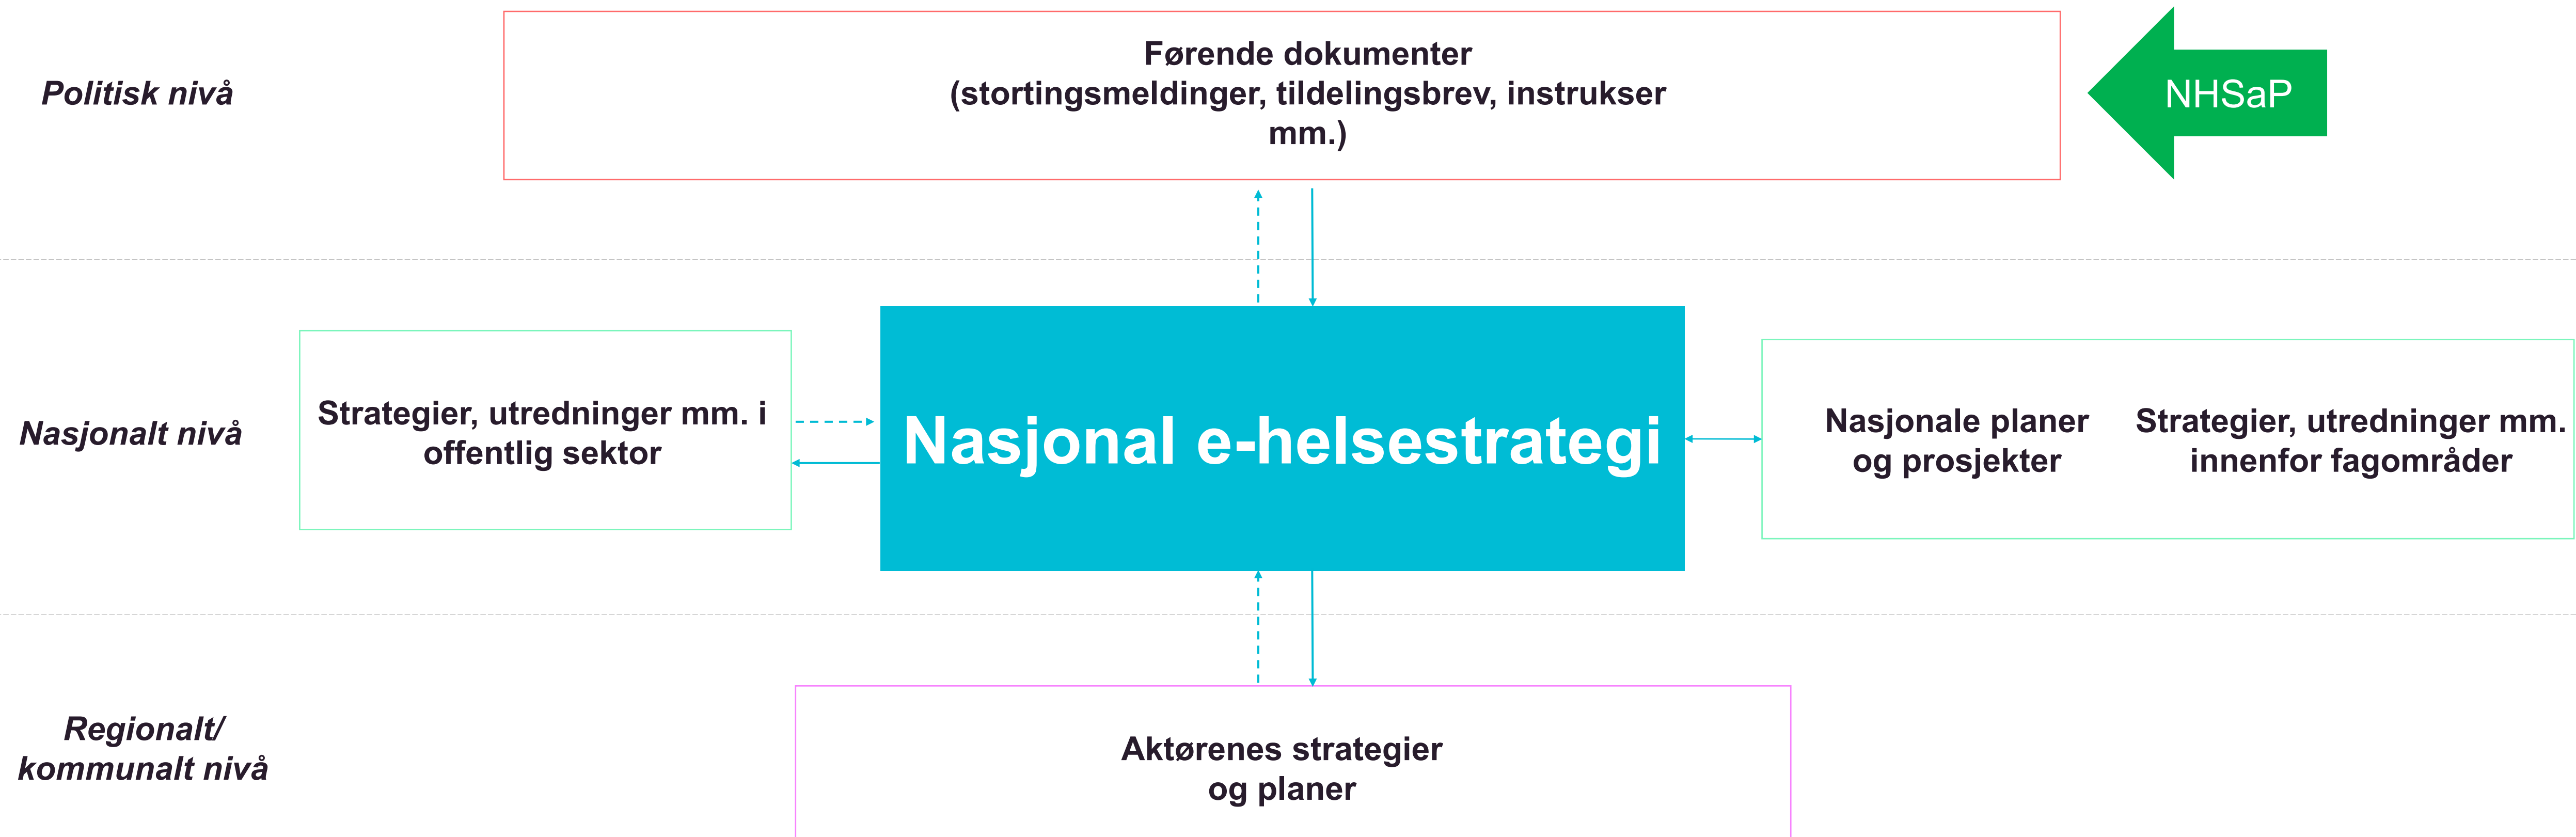 Politisk nivå
Førende dokumenter
(stortingsmeldinger, tildelingsbrev, instrukser
mm.)
NHSaP
Nasjonalt nivå
Strategier, utredninger mm. i
offentlig sektor
Nasjonal e-helsestrategi
Nasjonale planer
og prosjekter
Strategier, utredninger mm.
innenfor fagområder
Regionalt/
kommunalt nivå
Aktørenes strategier
og planer